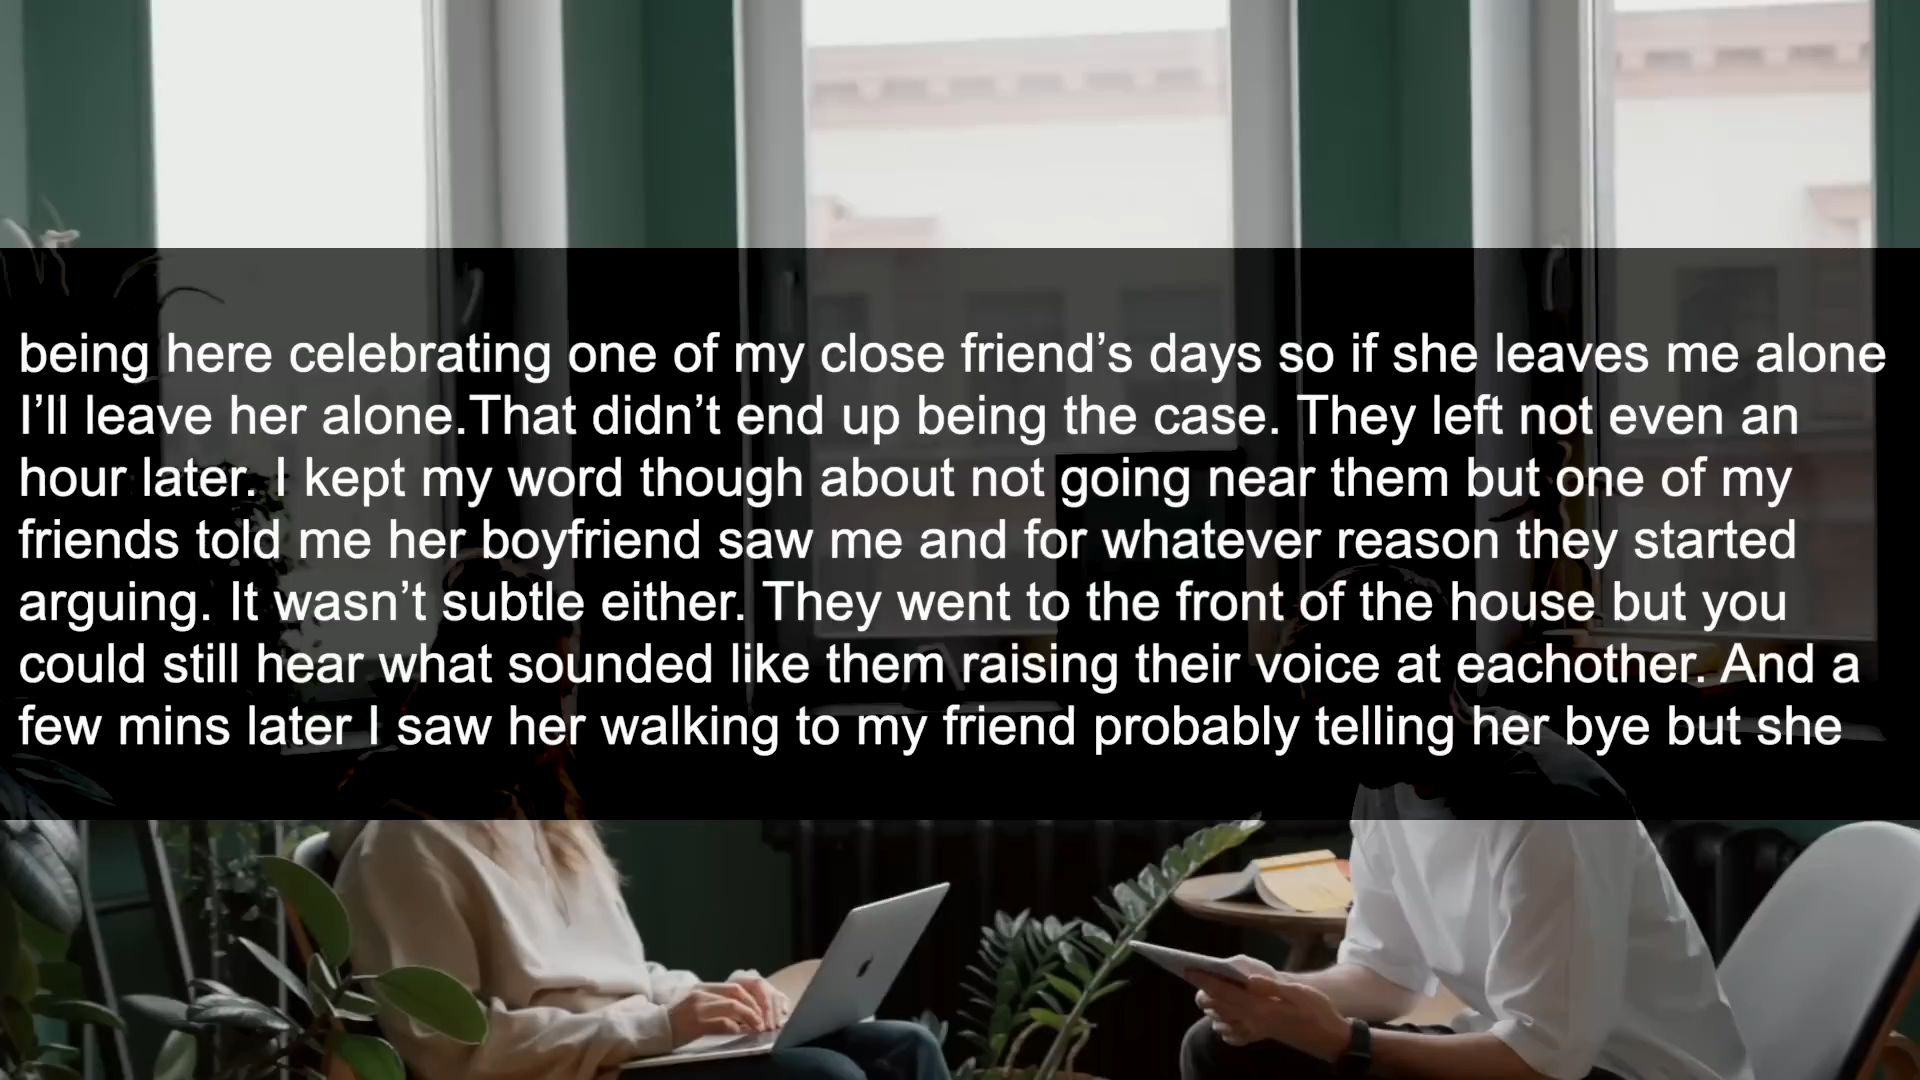 being here celebrating one of my close friend’s days so if she leaves me alone
I’ll leave her alone.That didn’t end up being the case. They left not even an
hour later. I kept my word though about not going near them but one of my
friends told me her boyfriend saw me and for whatever reason they started
arguing. It wasn’t subtle either. They went to the front of the house but you
could still hear what sounded like them raising their voice at eachother. And a
few mins later I saw her walking to my friend probably telling her bye but she